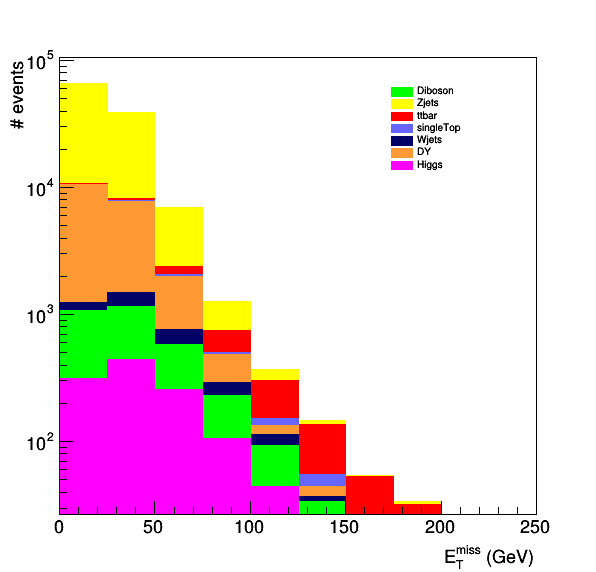 # events
10^5
10^4
10^3
10^2
Diboson
Zjets
ttbar
singleTop
Wjets
DY
Higgs
0 50 100 150 200 250
E_T^miss (GeV)